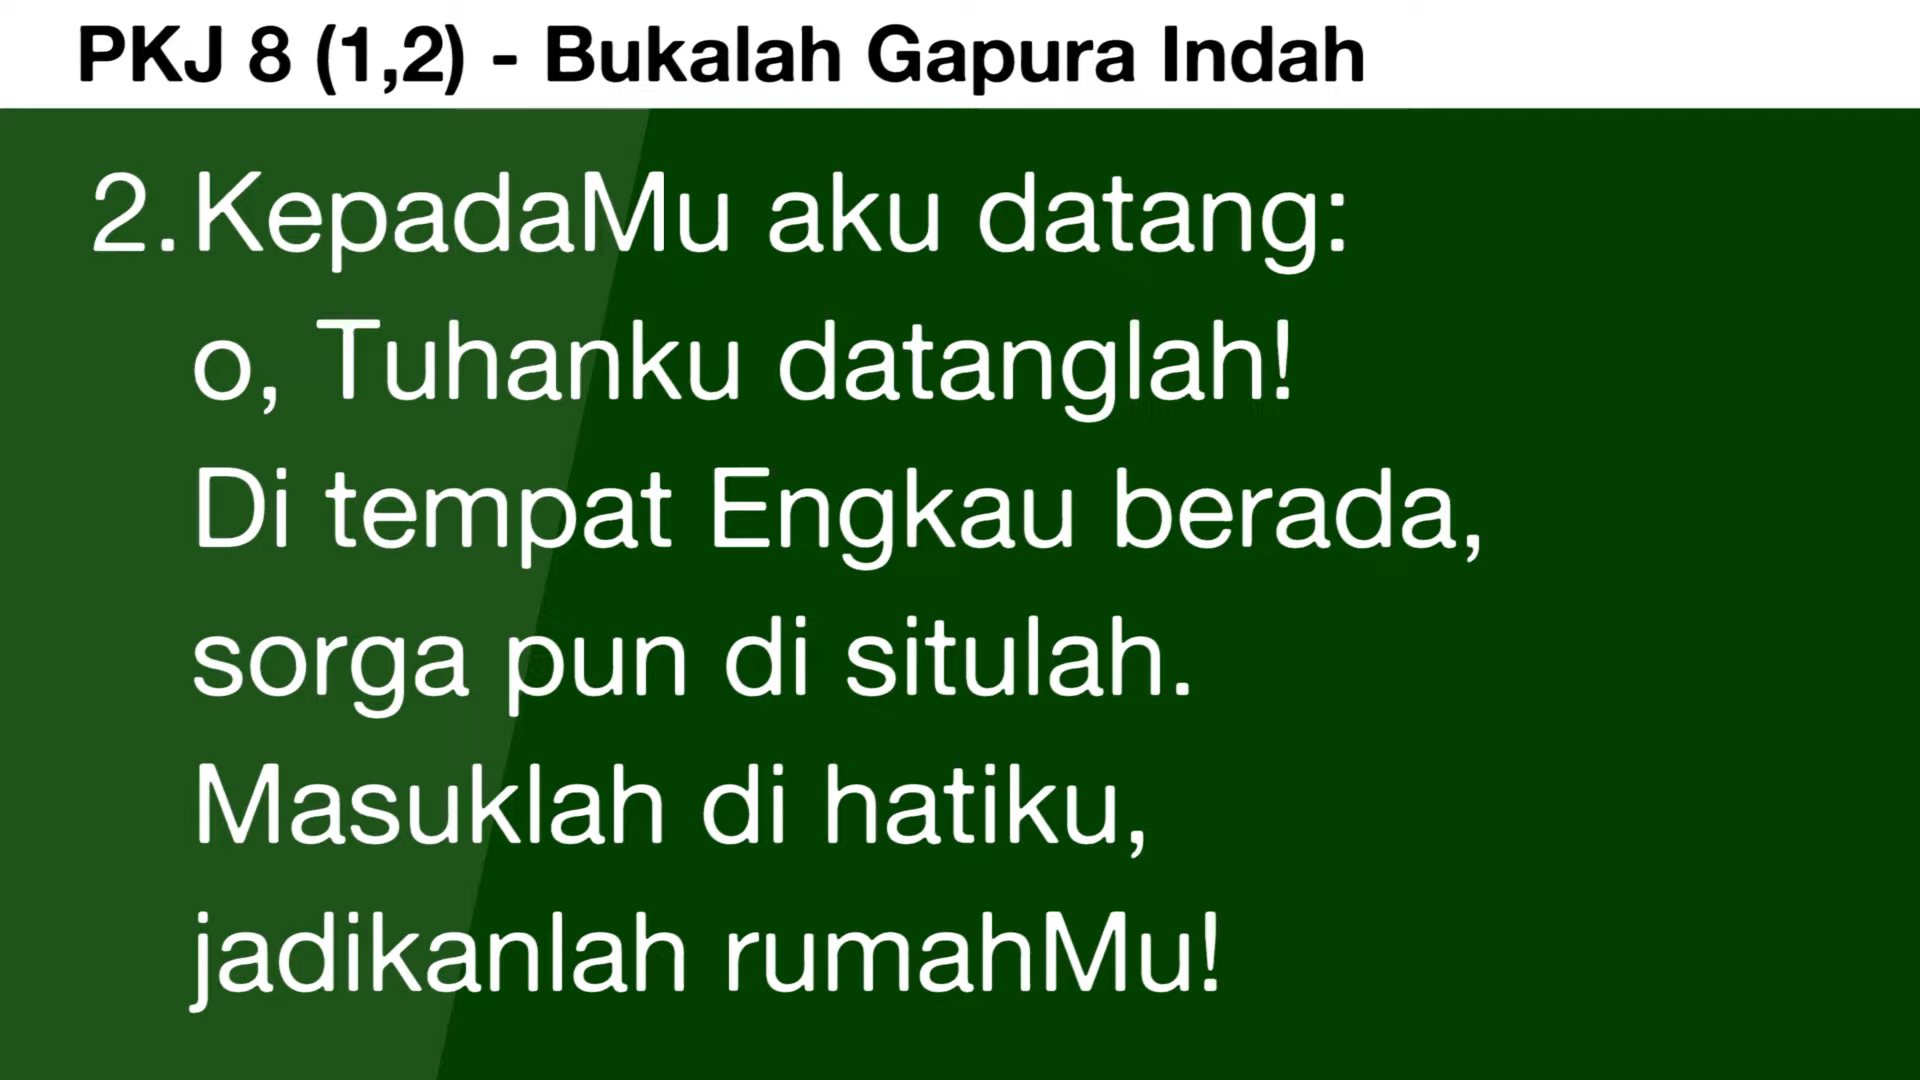 PKJ 8 (1,2) - Bukalah Gapura Indah
2. KepadaMu aku datang:
o, Tuhanku datanglah!
Di tempat Engkau berada,
sorga pun di situlah.
Masuklah di hatiku,
jadikanlah rumahMu!